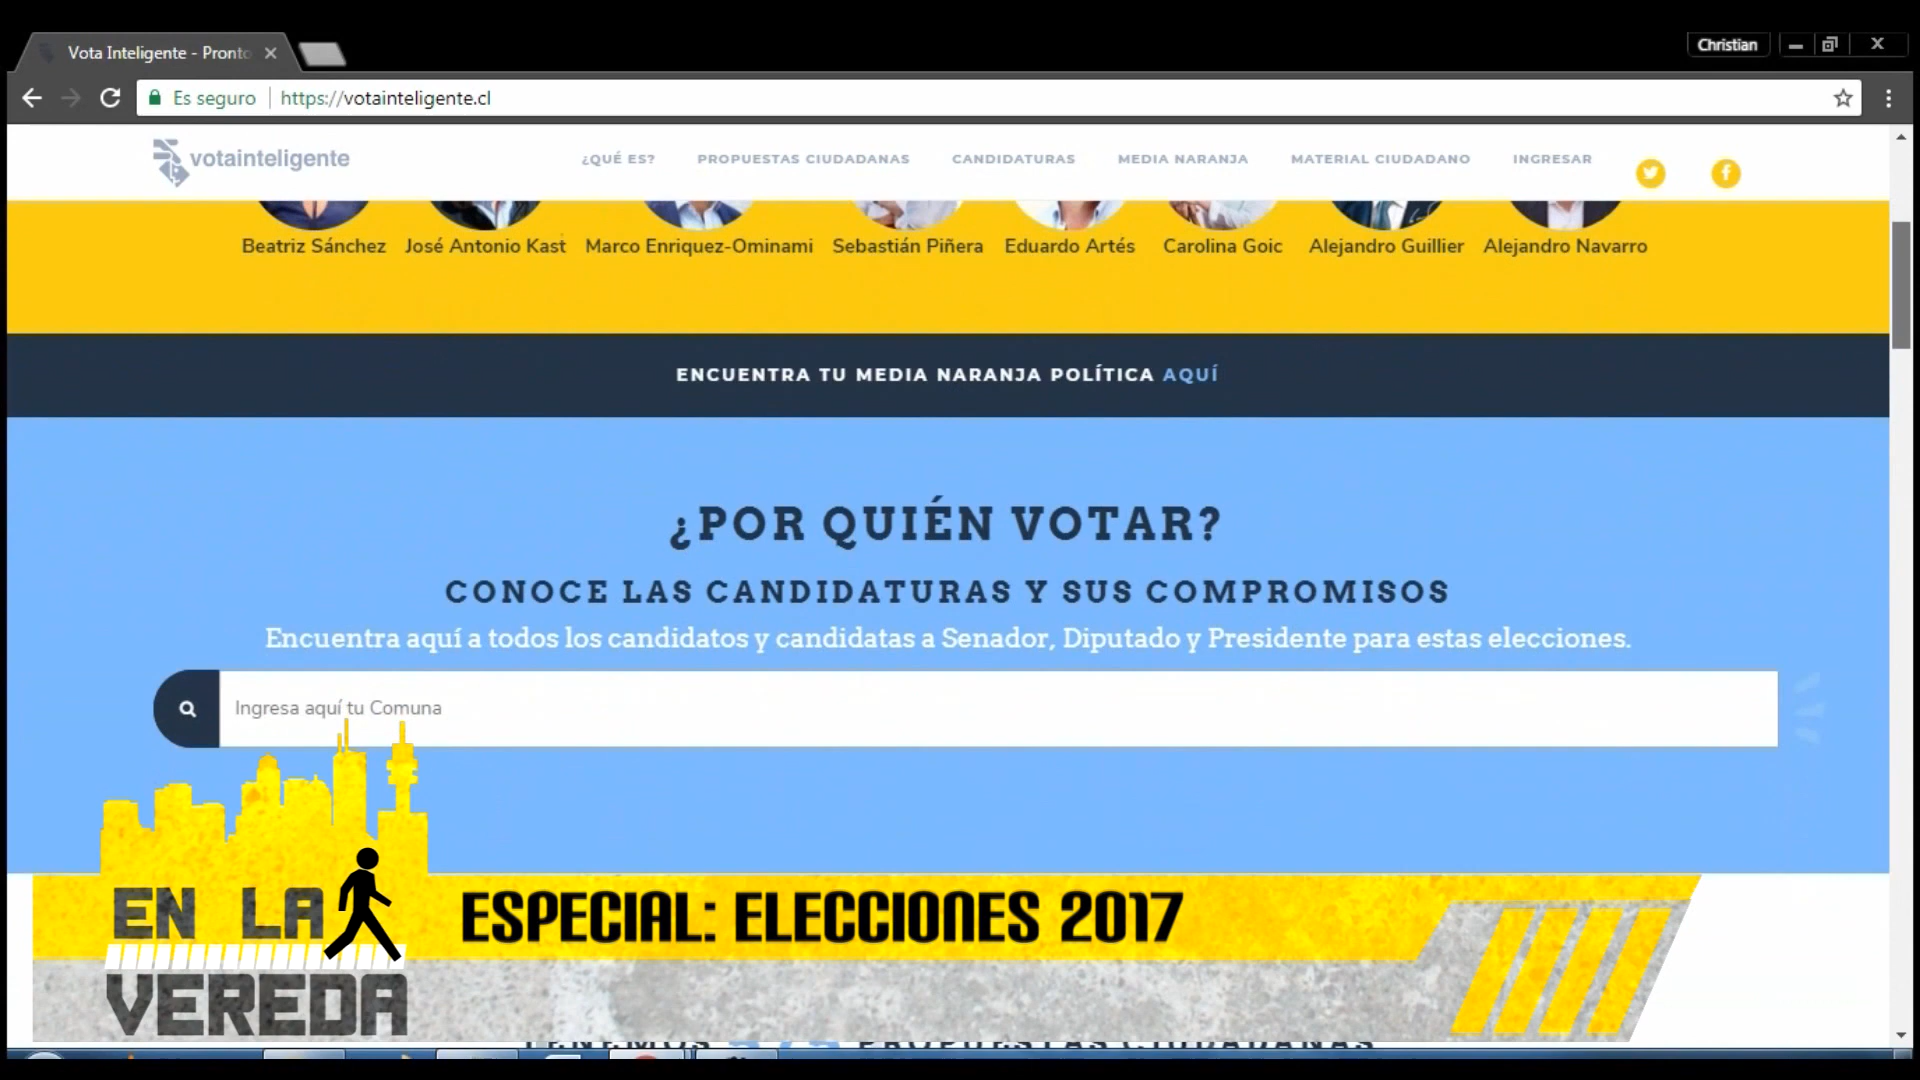 Vota Inteligente - Pronto
Christian
Es seguro
https://votainteligente.cl
votainteligente
¿QUÉ ES?
PROPUESTAS CIUDADANAS
CANDIDATURAS
MEDIA NARANJA
MATERIAL CIUDADANO
INGRESAR
Beatriz Sánchez
José Antonio Kast
Marco Enriquez-Ominami
Sebastián Piñera
Eduardo Artés
Carolina Goic
Alejandro Guillier
Alejandro Navarro
ENCUENTRA TU MEDIA NARANJA POLÍTICA AQUÍ
¿POR QUIÉN VOTAR?
CONOCE LAS CANDIDATURAS Y SUS COMPROMISOS
Encuentra aquí a todos los candidatos y candidatas a Senador, Diputado y Presidente para estas elecciones.
Ingresa aquí tu Comuna
EN LA
VEREDA
ESPECIAL: ELECCIONES 2017
TENEMOS
PROPUESTAS CIUDADANAS